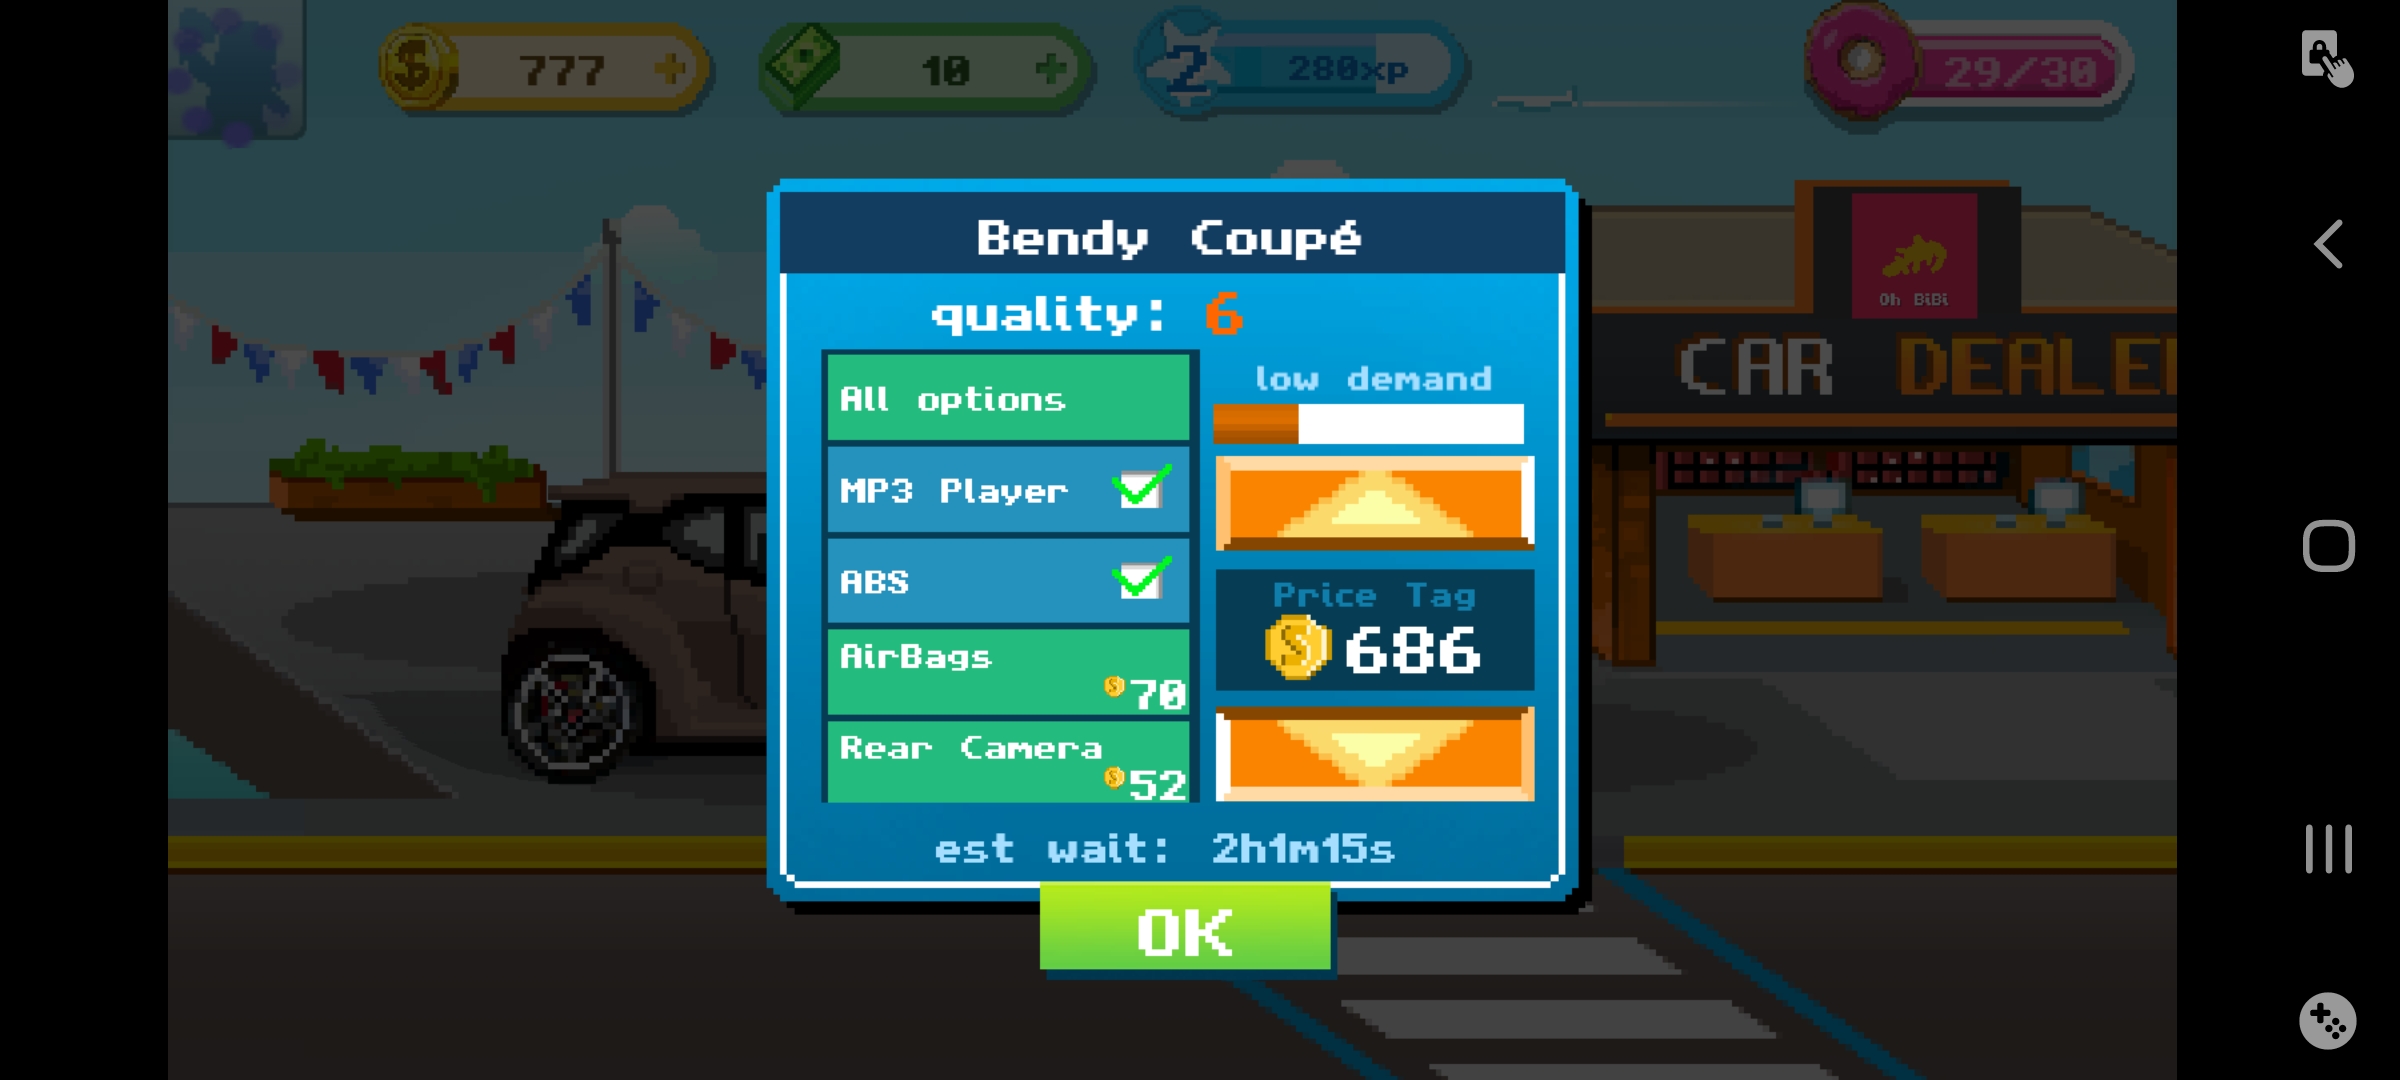 777
10
2
280xp
29/30
Oh BiBi
CAR DEALE
Bendy Coupé
quality: 6
All options
MP3 Player
ABS
AirBags
70
Rear Camera
52
low demand
Price Tag
686
est wait: 2h1m15s
OK